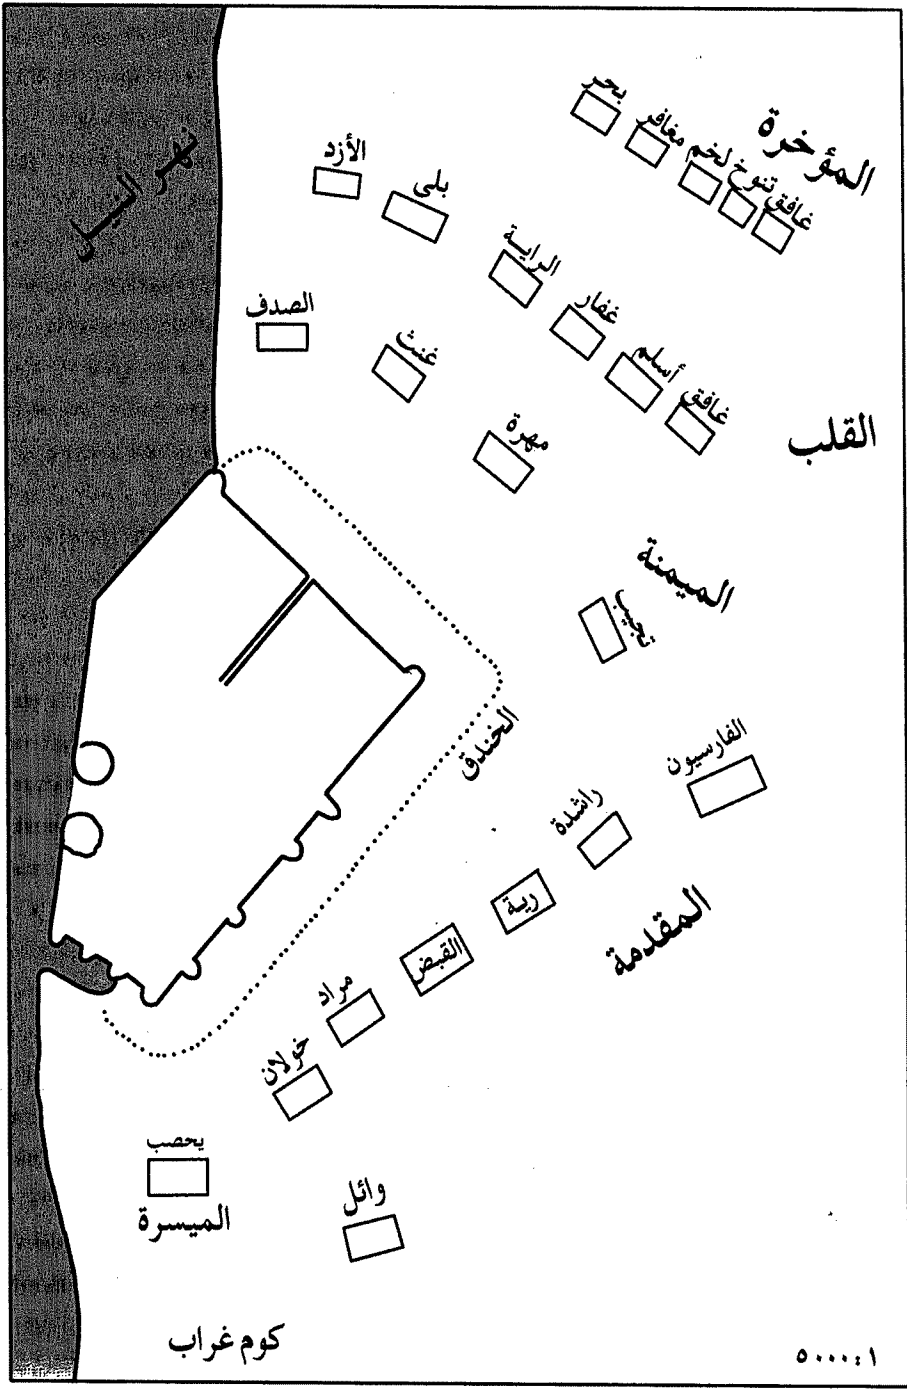 نهر النيل
بحر
مغافر
لخم
تنوخ
غافق
المؤخرة
الأزد
بلى
الراية
غفار
أسلم
غافق
القلب
الصدف
غنث
مهرة
الميمنة
تجيب
الخندق
الفارسيون
راشدة
رية
القبض
مراد
خولان
المقدمة
يحصب
الميسرة
وائل
كوم غراب
١ : ٥٠٠٠